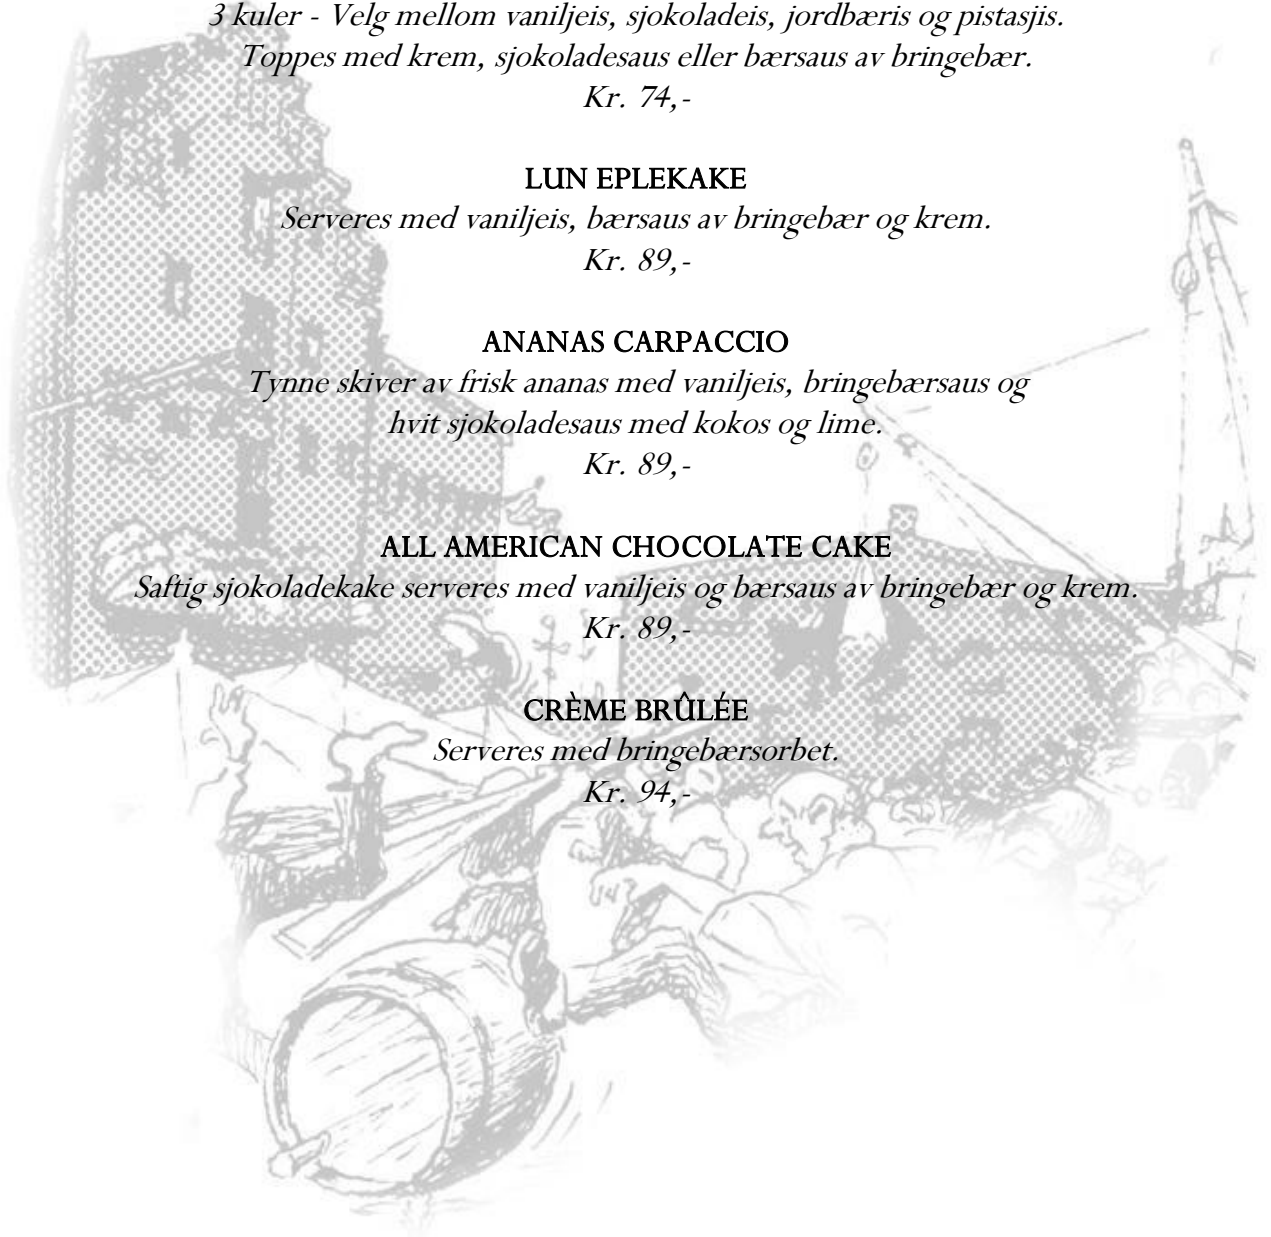 3 kuler - Velg mellom vaniljeis, sjokoladeis, jordbæris og pistasjis.
Toppes med krem, sjokoladesaus eller bærsaus av bringebær.
Kr. 74,-
LUN EPLEKAKE
Serveres med vaniljeis, bærsaus av bringebær og krem.
Kr. 89,-
ANANAS CARPACCIO
Tynne skiver av frisk ananas med vaniljeis, bringebærsaus og
hvit sjokoladesaus med kokos og lime.
Kr. 89,-
ALL AMERICAN CHOCOLATE CAKE
Saftig sjokoladekake serveres med vaniljeis og bærsaus av bringebær og krem.
Kr. 89,-
CRÈME BRÛLÉE
Serveres med bringebærsorbet.
Kr. 94,-